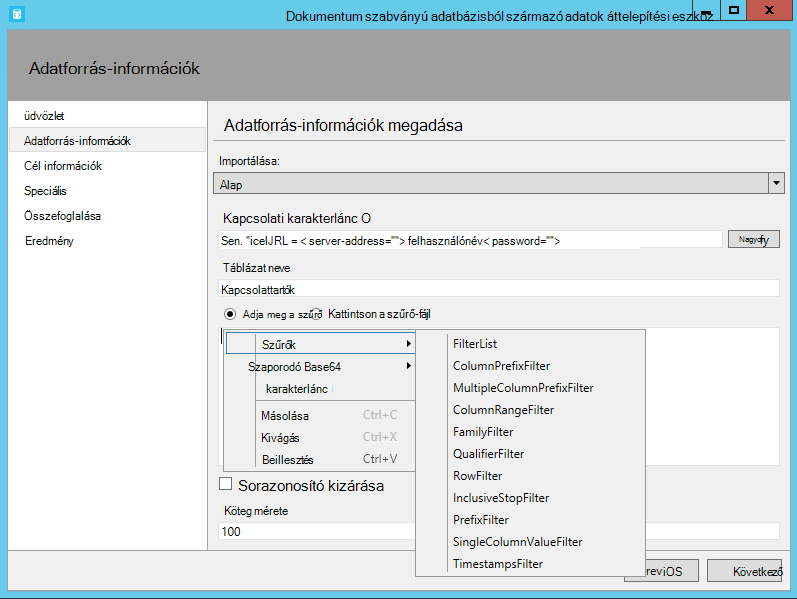 Dokumentum szabványú adatbázisból származó adatok áttelepítési eszköz
Adatforrás-információk
üdvözlet
Adatforrás-információk
Cél információk
Speciális
Összefoglalása
Eredmény
Adatforrás-információk megadása
Importálása:
Alap
Kapcsolati karakterlánc O
Sen. "iceIJRL = < server-address=""> felhasználónév< password="">
Táblázat neve
Kapcsolattartók
Adja meg a szűrő Kattintson a szűrő-fájl
Szűrők
Szaporodó Base64
karakterlánc
Másolása Ctrl+C
Kivágás Ctrl+X
Beillesztés Ctrl+V
FilterList
ColumnPrefixFilter
MultipleColumnPrefixFilter
ColumnRangeFilter
FamilyFilter
QualifierFilter
RowFilter
InclusiveStopFilter
PrefixFilter
SingleColumnValueFilter
TimestampsFilter
Sorazonosító kizárása
Köteg mérete
100
Következő